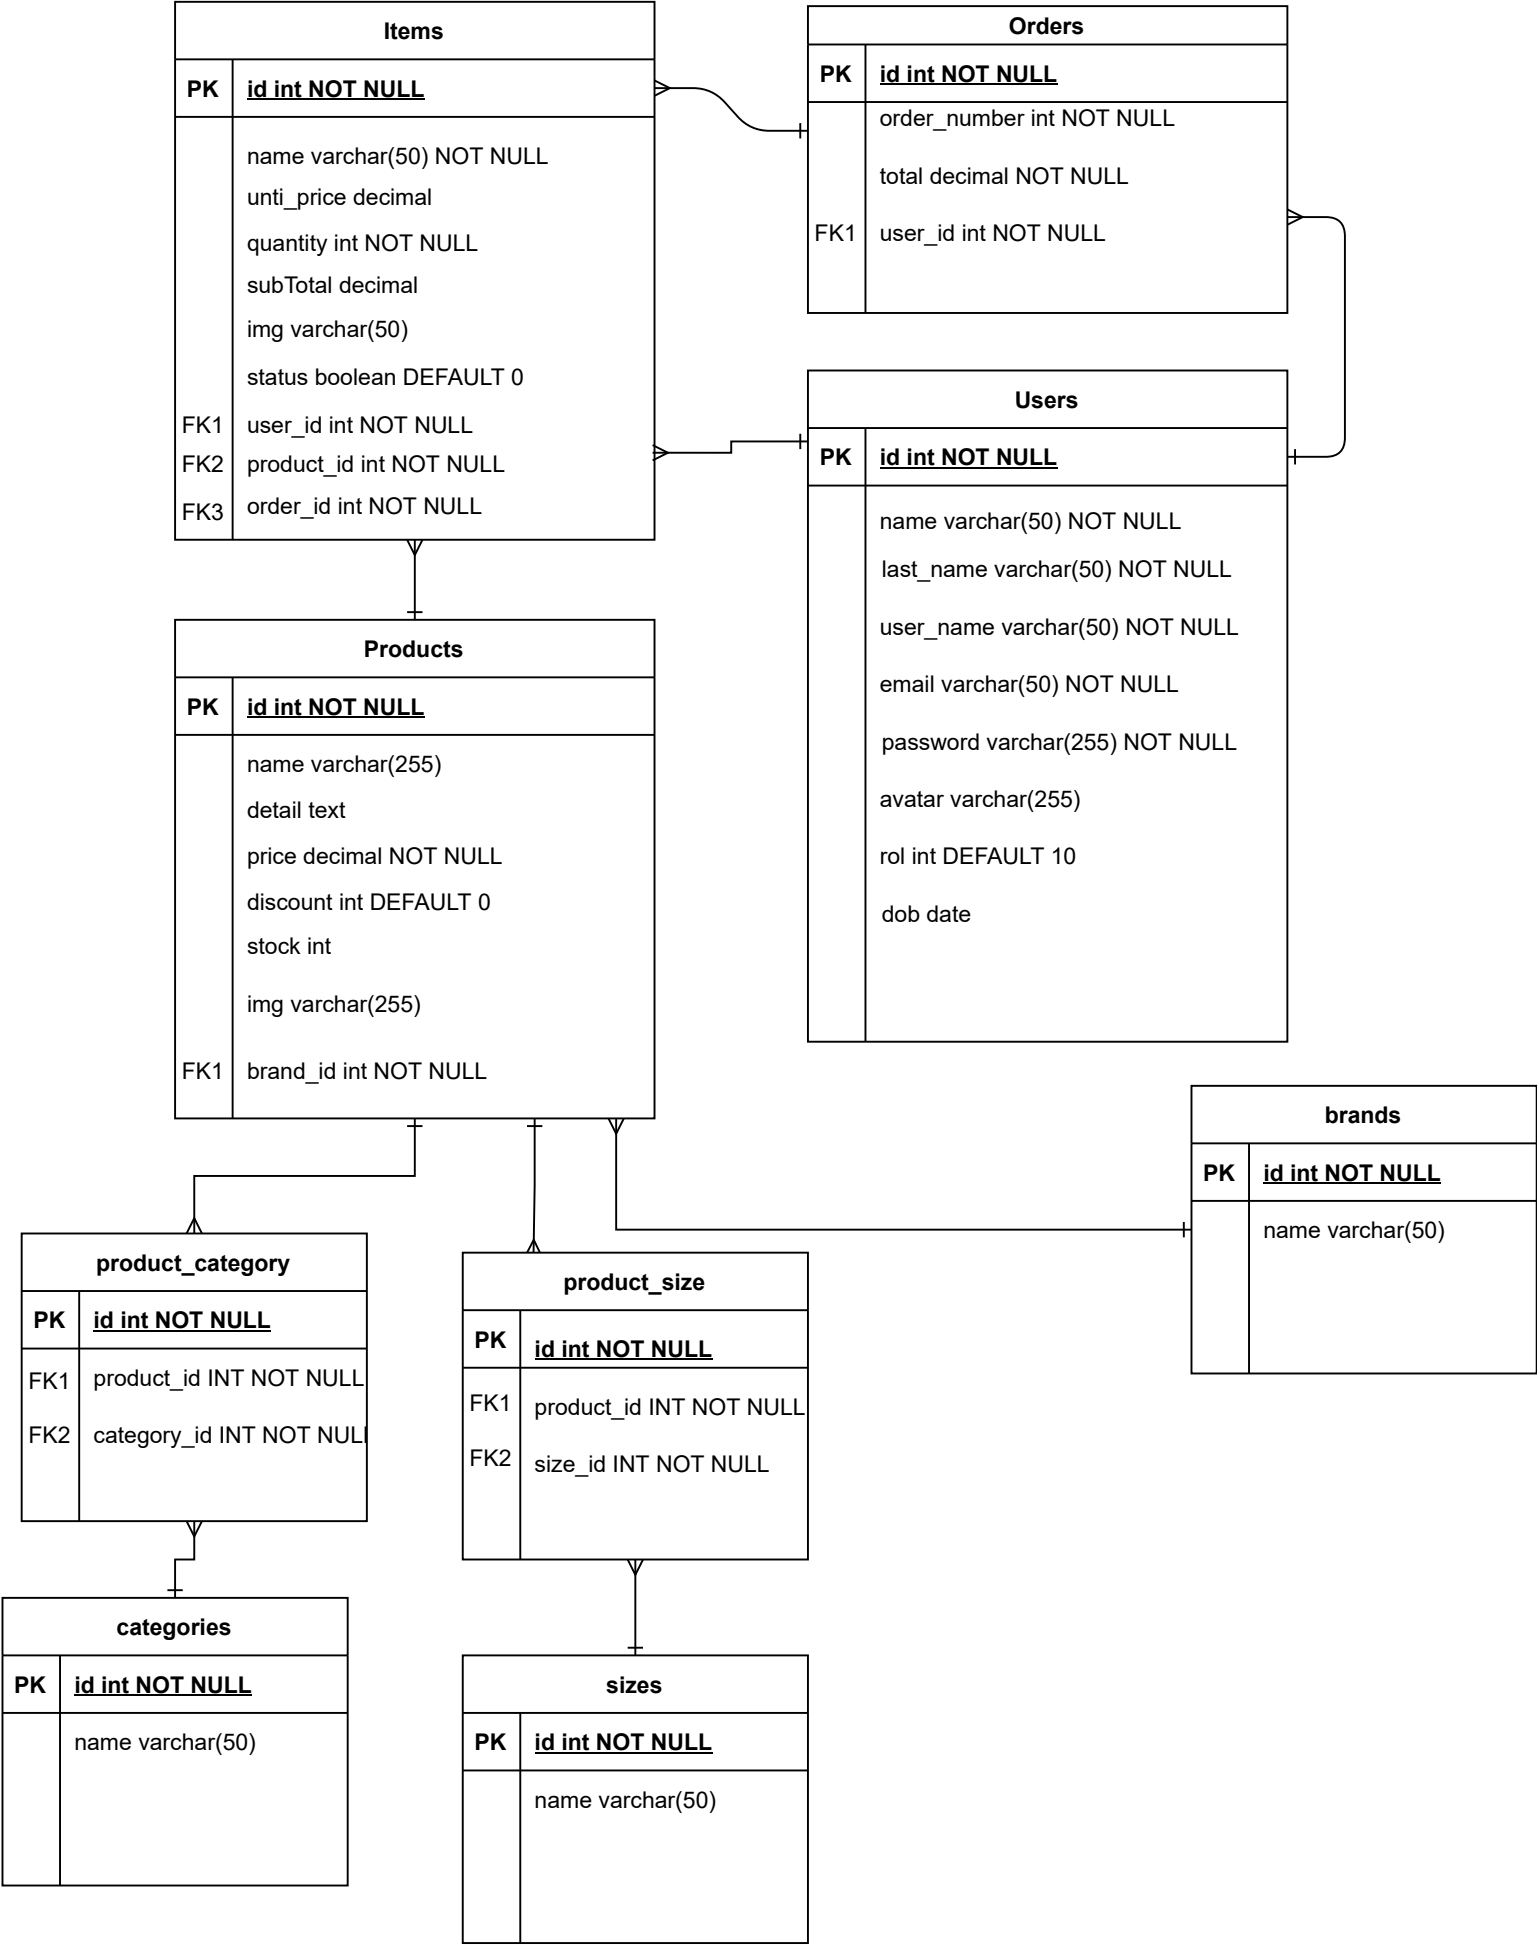 Items
PK id int NOT NULL
name varchar(50) NOT NULL
unti_price decimal
quantity int NOT NULL
subTotal decimal
img varchar(50)
status boolean DEFAULT 0
FK1 user_id int NOT NULL
FK2 product_id int NOT NULL
FK3 order_id int NOT NULL
Orders
PK id int NOT NULL
order_number int NOT NULL
total decimal NOT NULL
FK1 user_id int NOT NULL
Users
PK id int NOT NULL
name varchar(50) NOT NULL
last_name varchar(50) NOT NULL
user_name varchar(50) NOT NULL
email varchar(50) NOT NULL
password varchar(255) NOT NULL
avatar varchar(255)
rol int DEFAULT 10
dob date
Products
PK id int NOT NULL
name varchar(255)
detail text
price decimal NOT NULL
discount int DEFAULT 0
stock int
img varchar(255)
FK1 brand_id int NOT NULL
brands
PK id int NOT NULL
name varchar(50)
product_category
PK id int NOT NULL
FK1 product_id INT NOT NULL
FK2 category_id INT NOT NULL
product_size
PK id int NOT NULL
FK1 product_id INT NOT NULL
FK2 size_id INT NOT NULL
categories
PK id int NOT NULL
name varchar(50)
sizes
PK id int NOT NULL
name varchar(50)